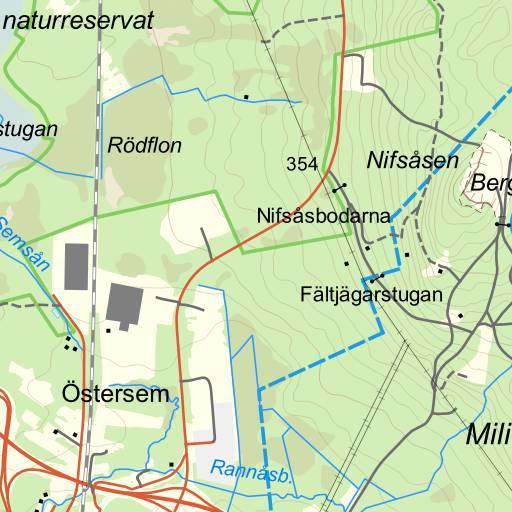 naturreservat
stugan
Rödflon
354
Nifsåsen
Berg
Nifsåsbodarna
Semsån
Fältjägarstugan
Östersem
Mili
Rannåsb.